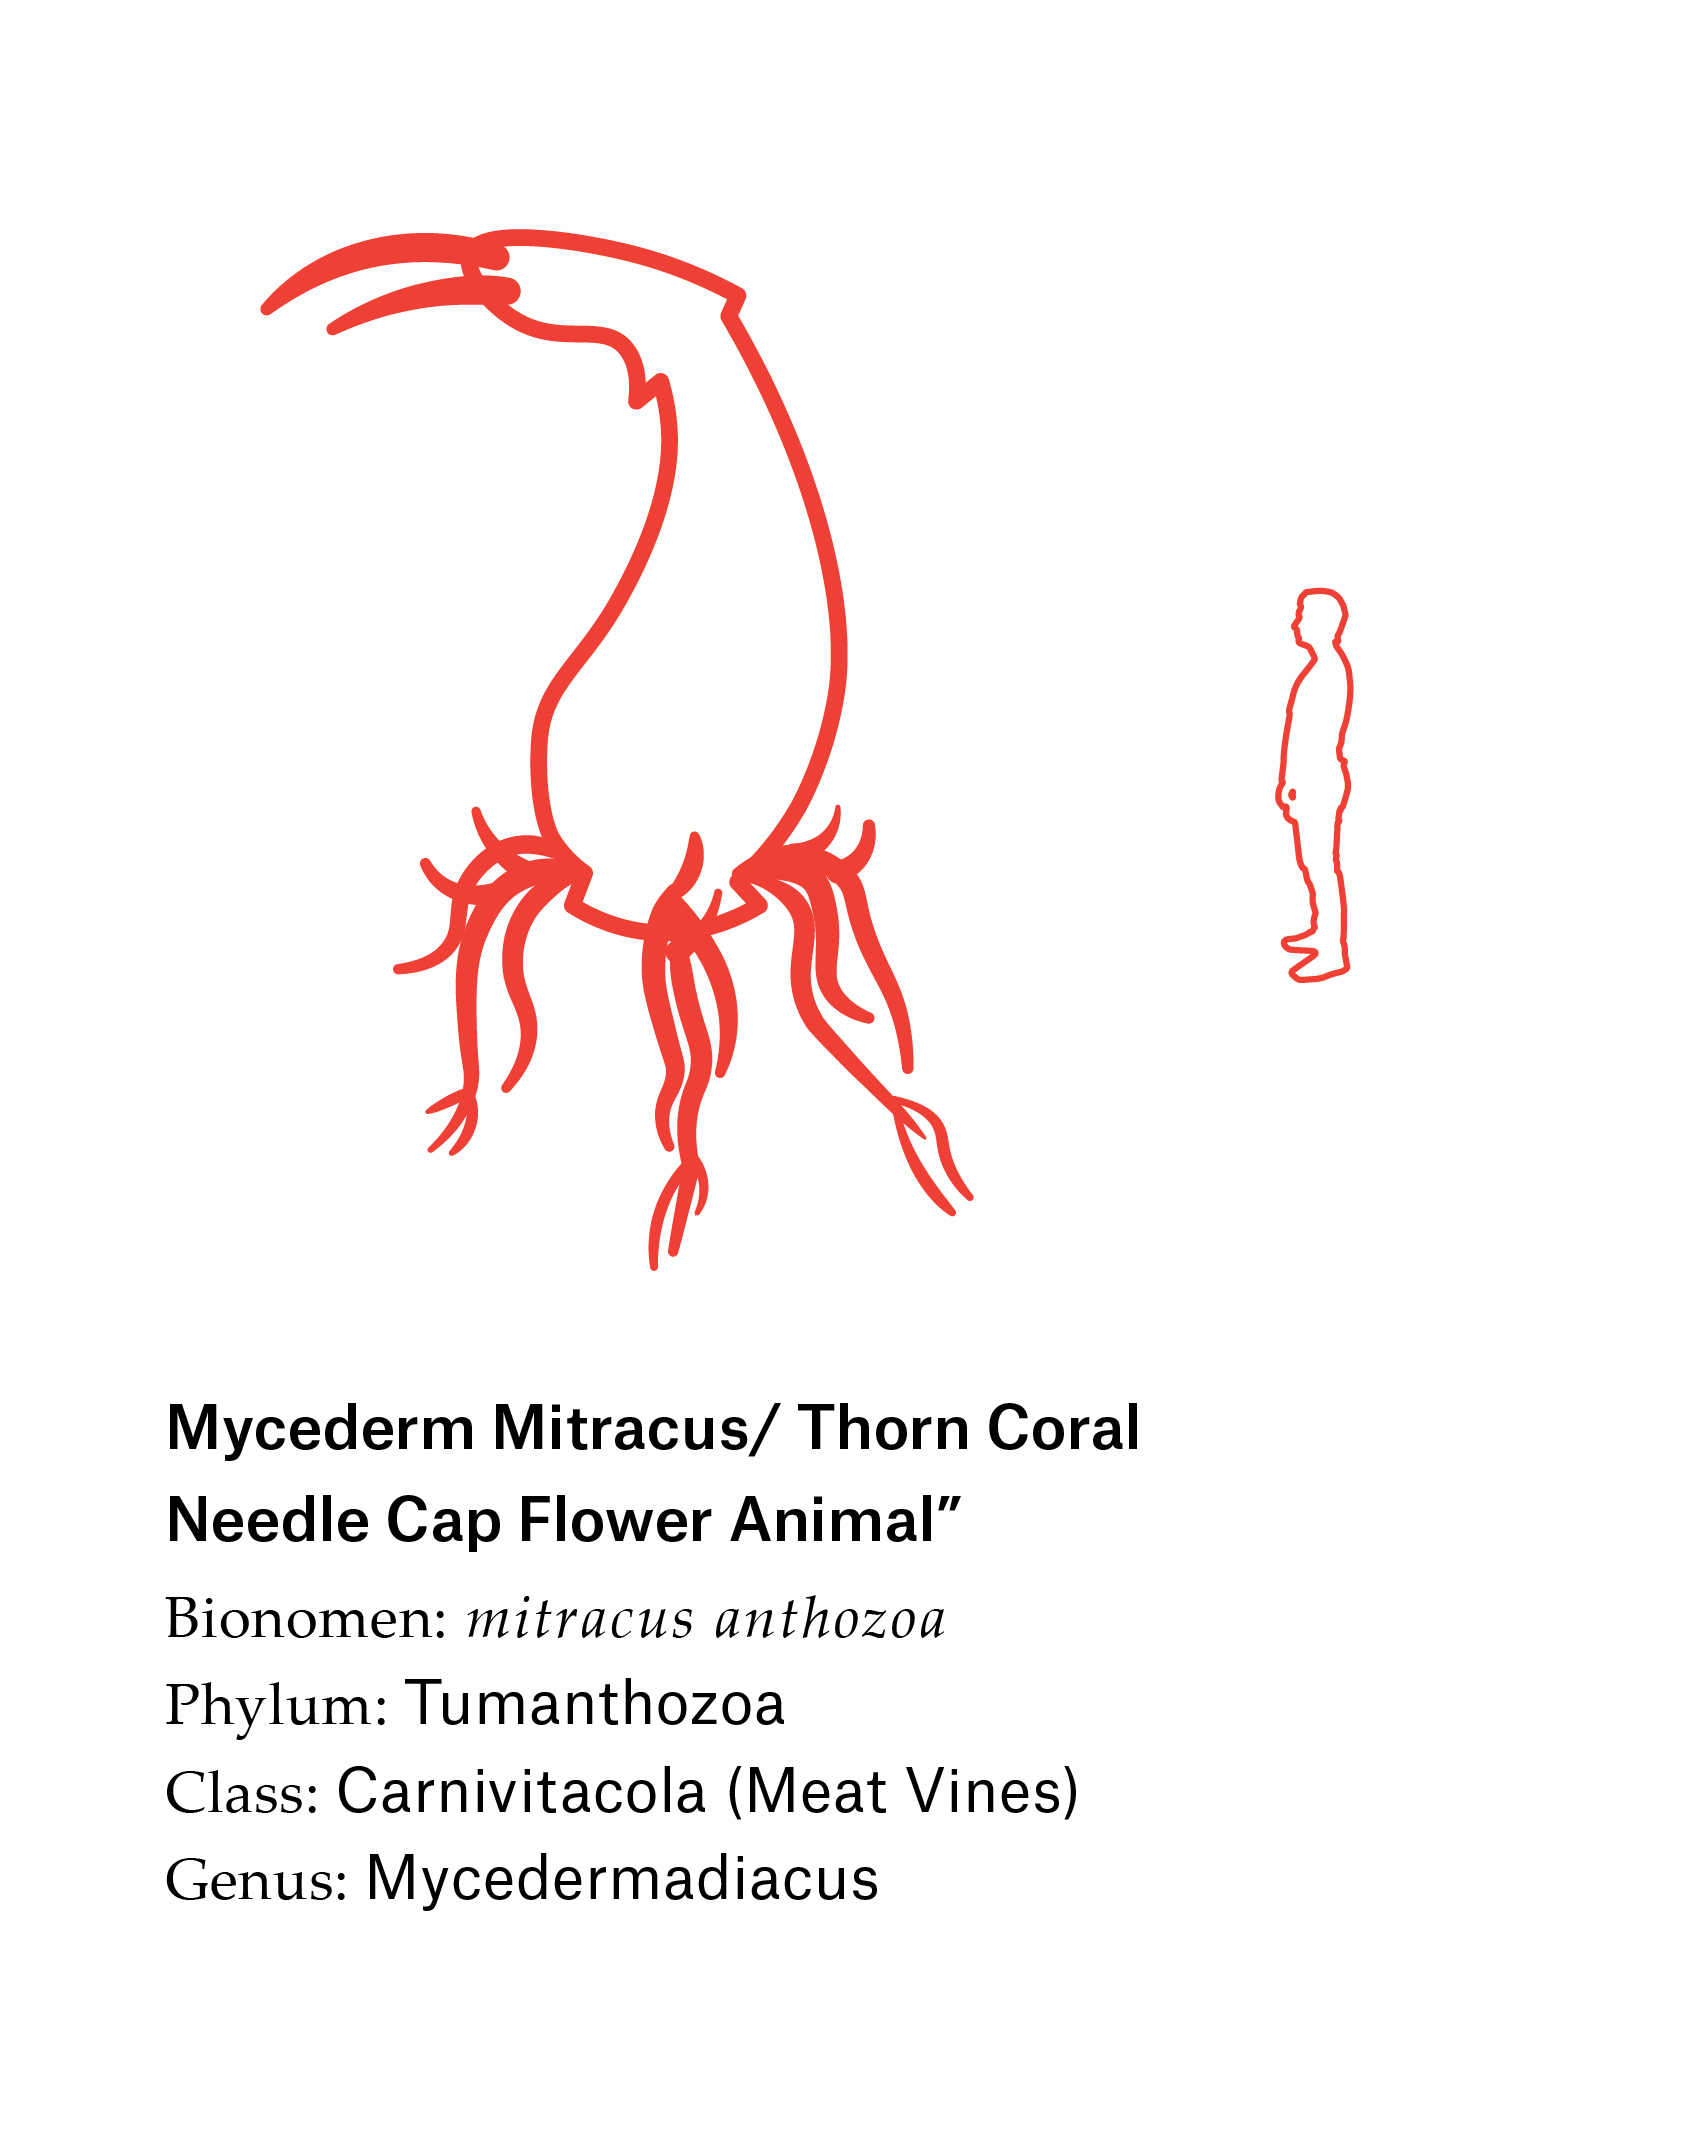 Mycederm Mitracus/ Thorn Coral
Needle Cap Flower Animal”
Bionomen: mitracus anthozoa
Phylum: Tumanthozoa
Class: Carnivitacola (Meat Vines)
Genus: Mycedermadiacus